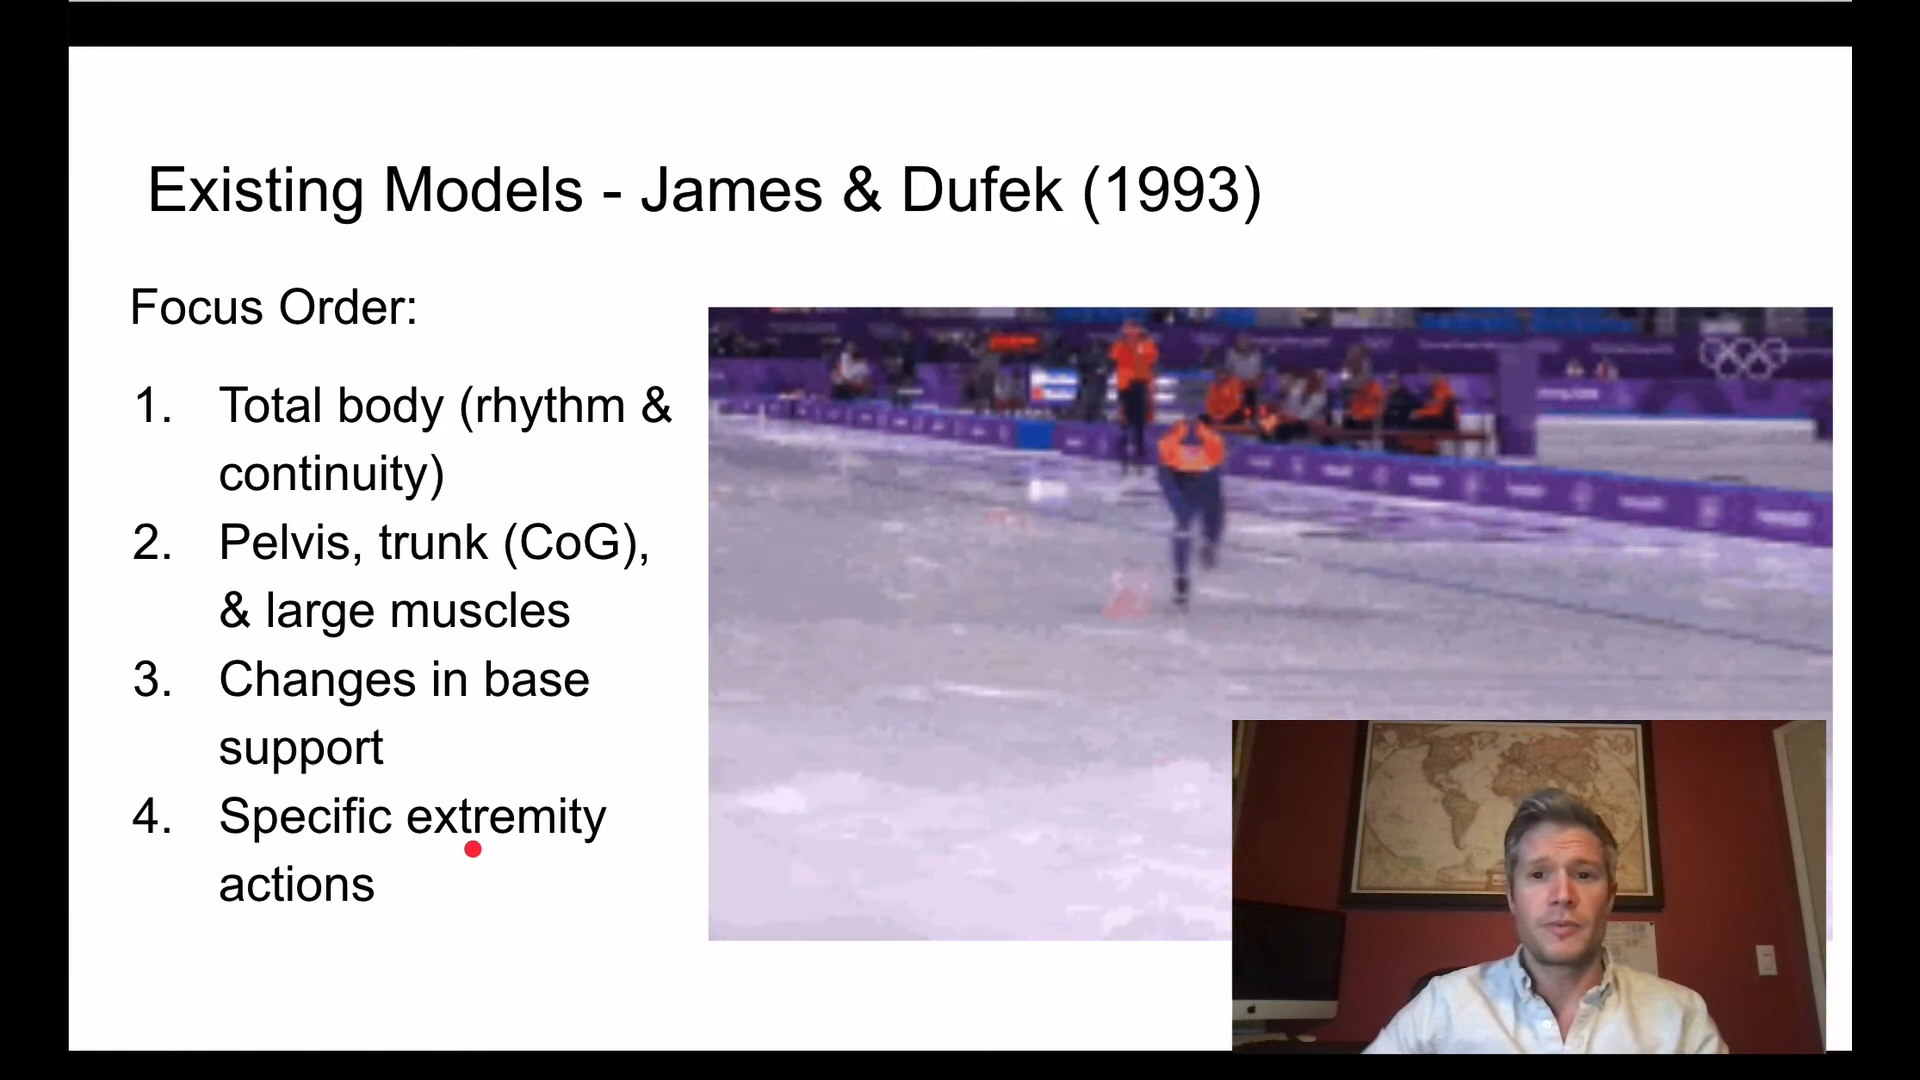 Existing Models - James & Dufek (1993)
Focus Order:
1. Total body (rhythm &
continuity)
2. Pelvis, trunk (CoG),
& large muscles
3. Changes in base
support
4. Specific extremity
actions